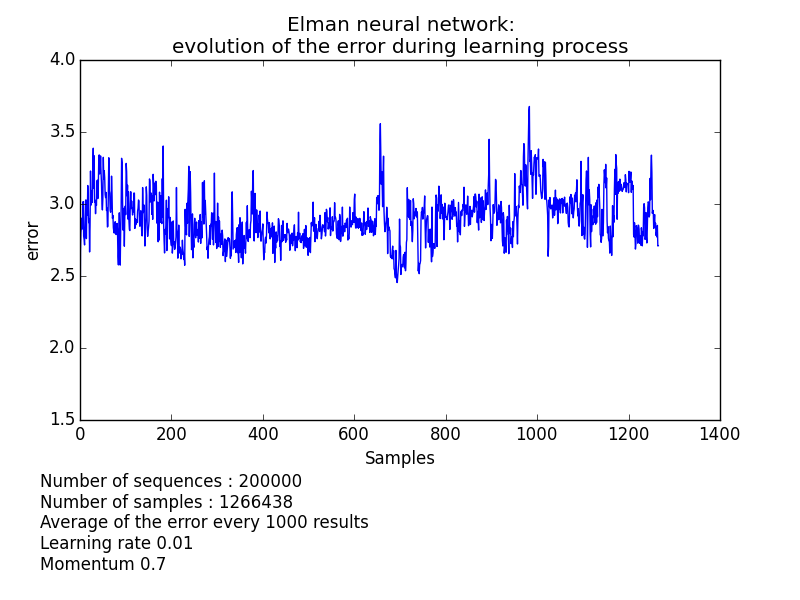 Elman neural network:
evolution of the error during learning process
4.0
3.5
3.0
2.5
2.0
1.5
error
0 200 400 600 800 1000 1200 1400
Samples
Number of sequences : 200000
Number of samples : 1266438
Average of the error every 1000 results
Learning rate 0.01
Momentum 0.7